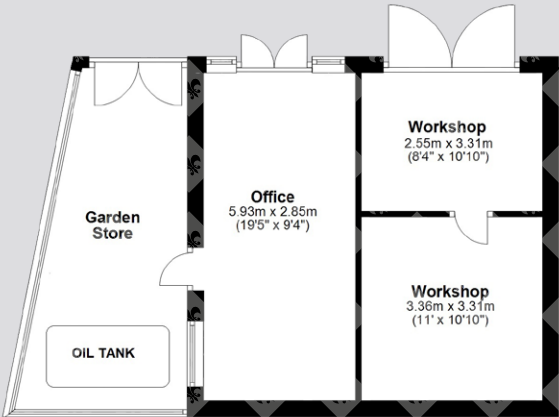 Garden
Store
OIL TANK
Office
5.93m x 2.85m
(19'5" x 9'4")
Workshop
2.55m x 3.31m
(8'4" x 10'10")
Workshop
3.36m x 3.31m
(11' x 10'10")